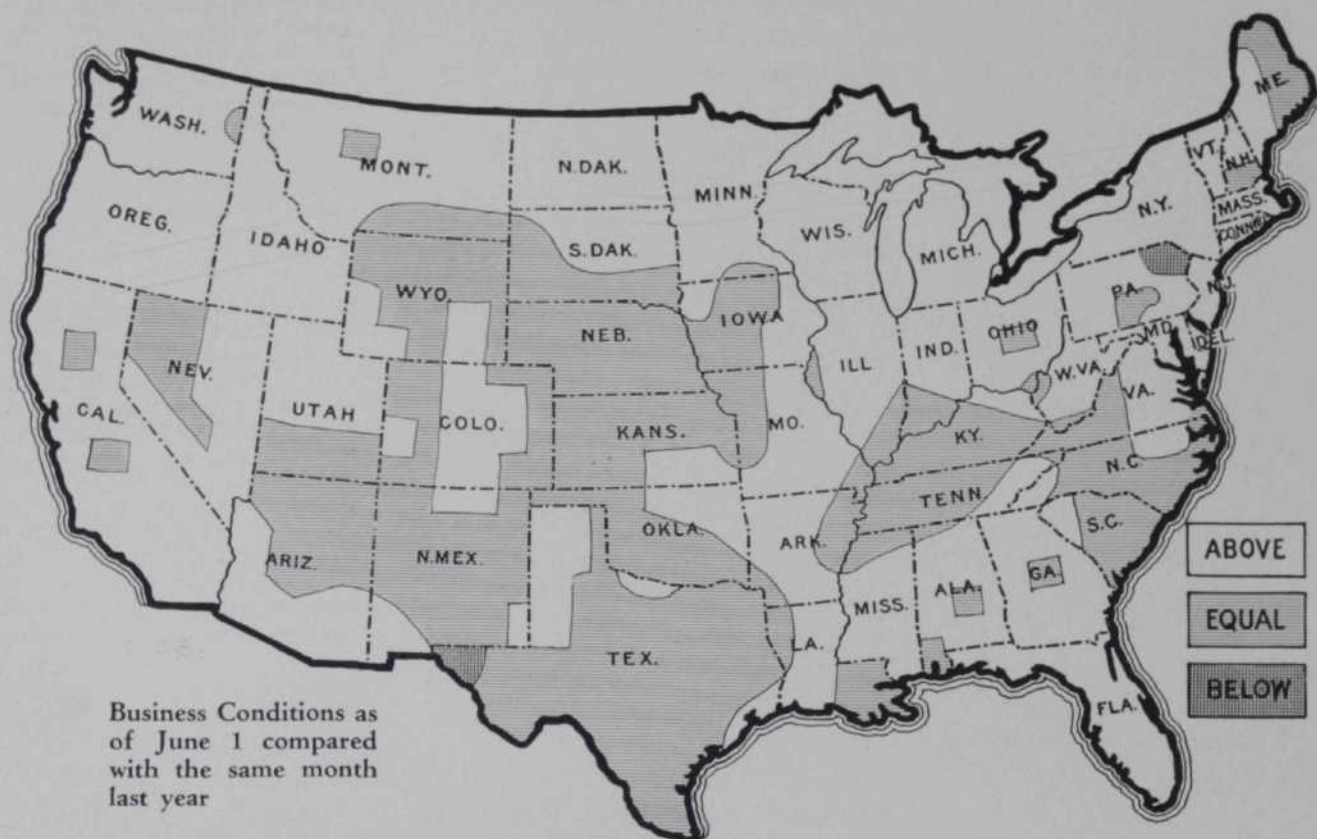 WASH.
MONT.
N.DAK.
MINN.
OREG.
IDAHO
S.DAK.
WIS.
MICH.
N.Y.
VT.
N.H.
ME.
MASS.
CONN.
WYO.
NEB.
IOWA
ILL
IND.
OHIO
PA.
N.J.
MD.
DEL.
NEV.
UTAH
COLO.
KANS.
MO.
KY.
W.VA.
VA.
CAL.
ARIZ.
N.MEX.
OKLA.
ARK.
TENN.
N.C.
S.C.
TEX.
LA.
MISS.
ALA.
GA.
FLA.
ABOVE
EQUAL
BELOW
Business Conditions as
of June 1 compared
with the same month
last year